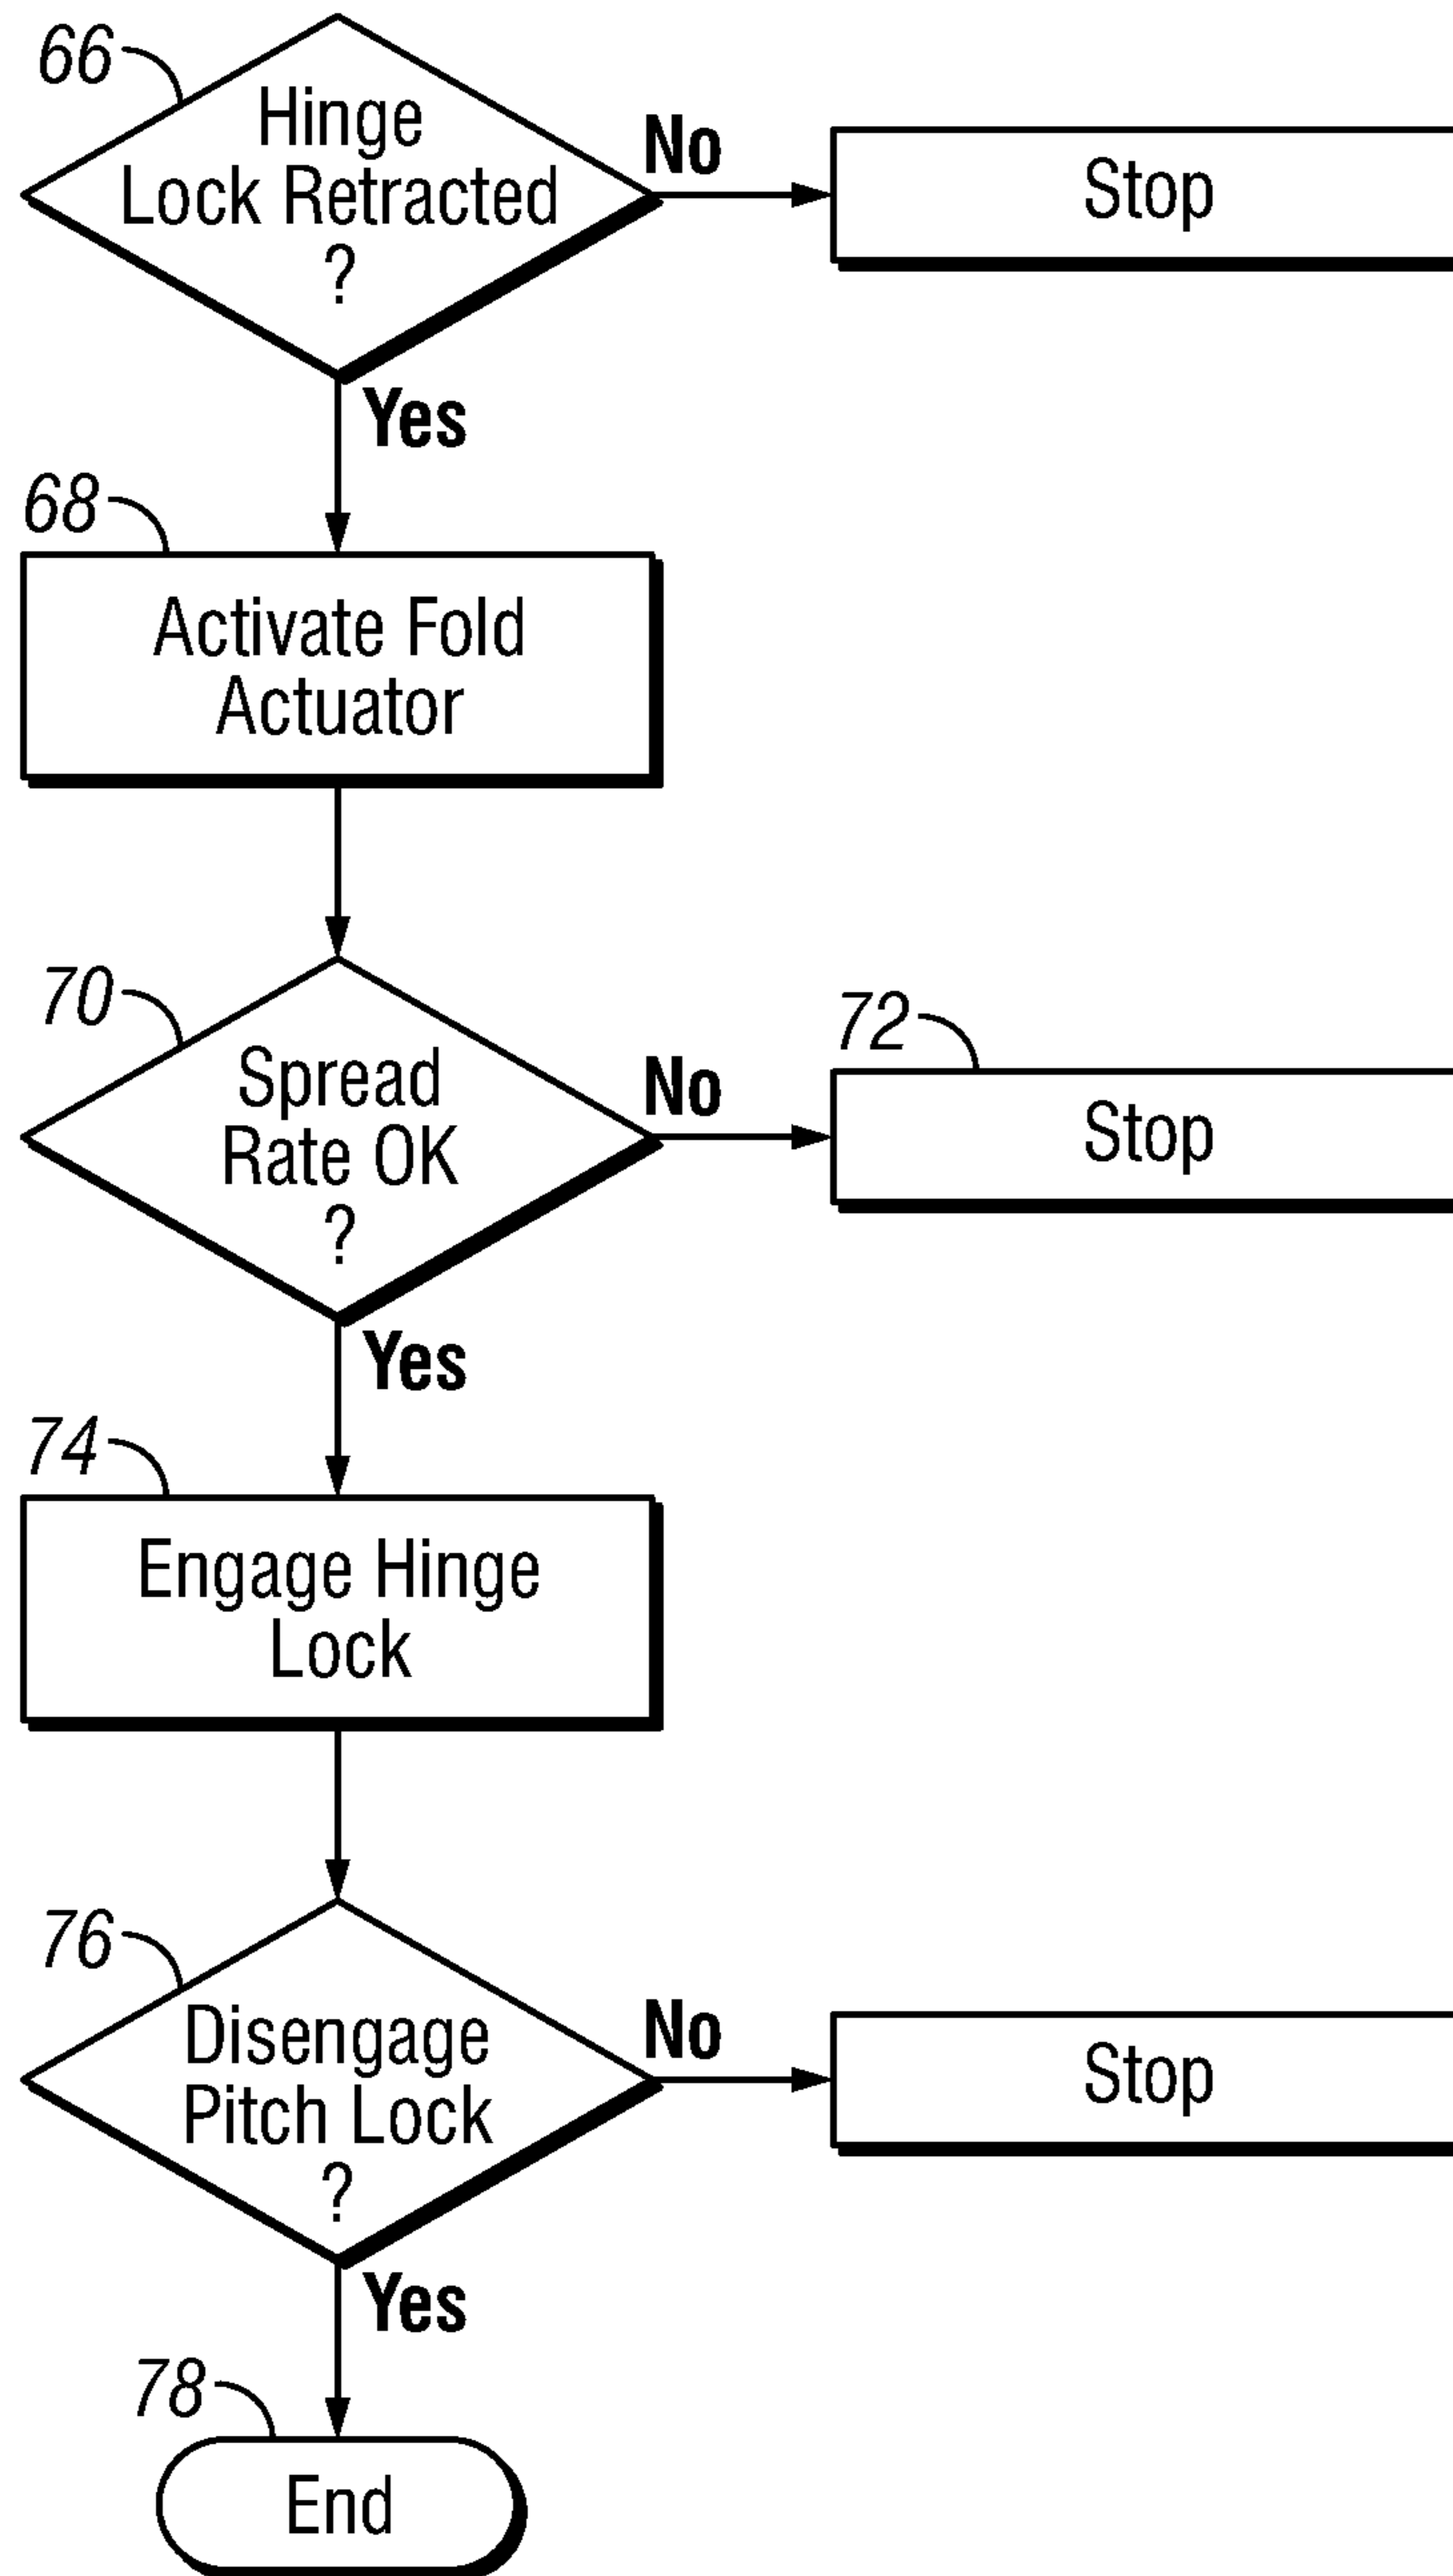 66
Hinge
Lock Retracted
?
No
Stop
Yes
68
Activate Fold
Actuator
70
Spread
Rate OK
?
No
72
Stop
Yes
74
Engage Hinge
Lock
76
Disengage
Pitch Lock
?
No
Stop
Yes
78
End